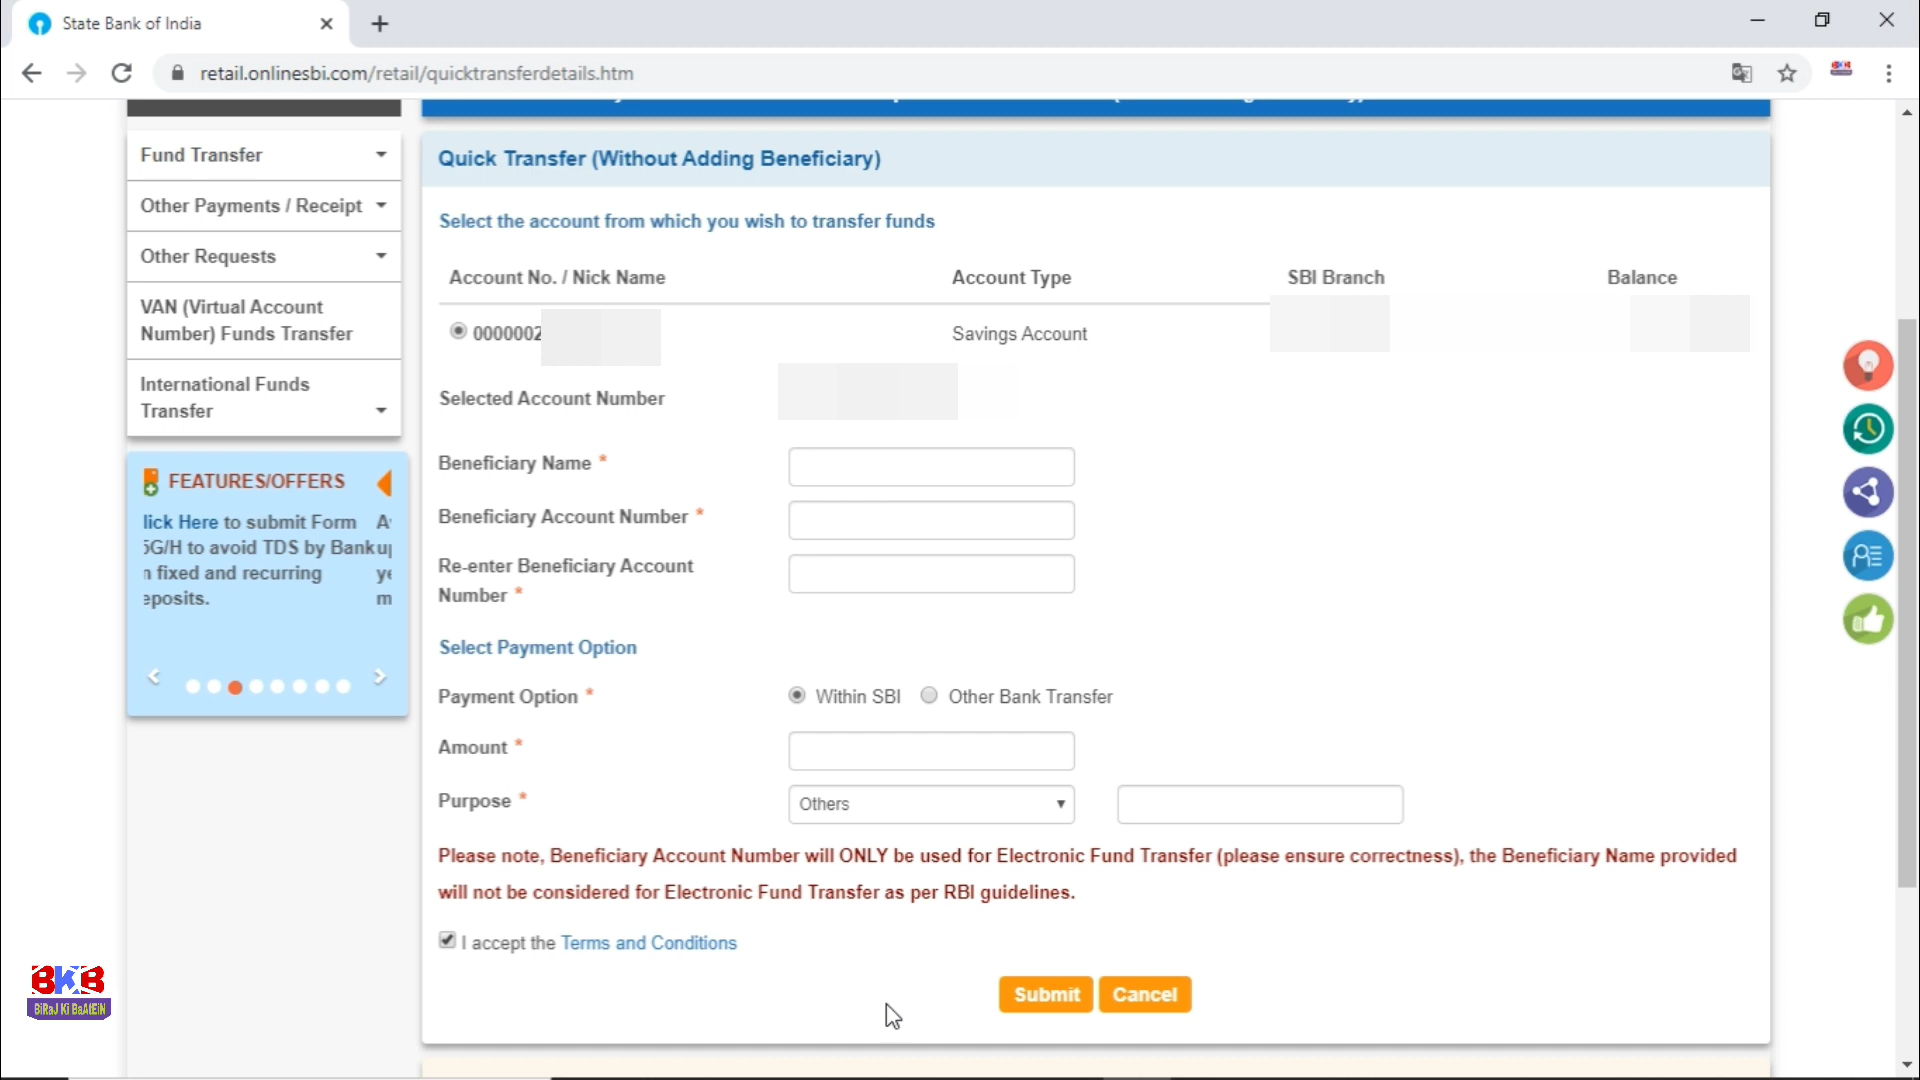 State Bank of India
retail.onlinesbi.com/retail/quicktransferdetails.htm
Fund Transfer
Other Payments / Receipt
Other Requests
VAN (Virtual Account
Number) Funds Transfer
International Funds
Transfer
FEATURES/OFFERS
lick Here to submit Form
5G/H to avoid TDS by Bank
n fixed and recurring
eposits.
Quick Transfer (Without Adding Beneficiary)
Select the account from which you wish to transfer funds
Account No. / Nick Name Account Type SBI Branch Balance
0000002 Savings Account
Selected Account Number
Beneficiary Name *
Beneficiary Account Number *
Re-enter Beneficiary Account
Number *
Select Payment Option
Payment Option * Within SBI Other Bank Transfer
Amount *
Purpose * Others
Please note, Beneficiary Account Number will ONLY be used for Electronic Fund Transfer (please ensure correctness), the Beneficiary Name provided
will not be considered for Electronic Fund Transfer as per RBI guidelines.
I accept the Terms and Conditions
Submit Cancel
BKB
BiRaJ Ki BaAtEiN